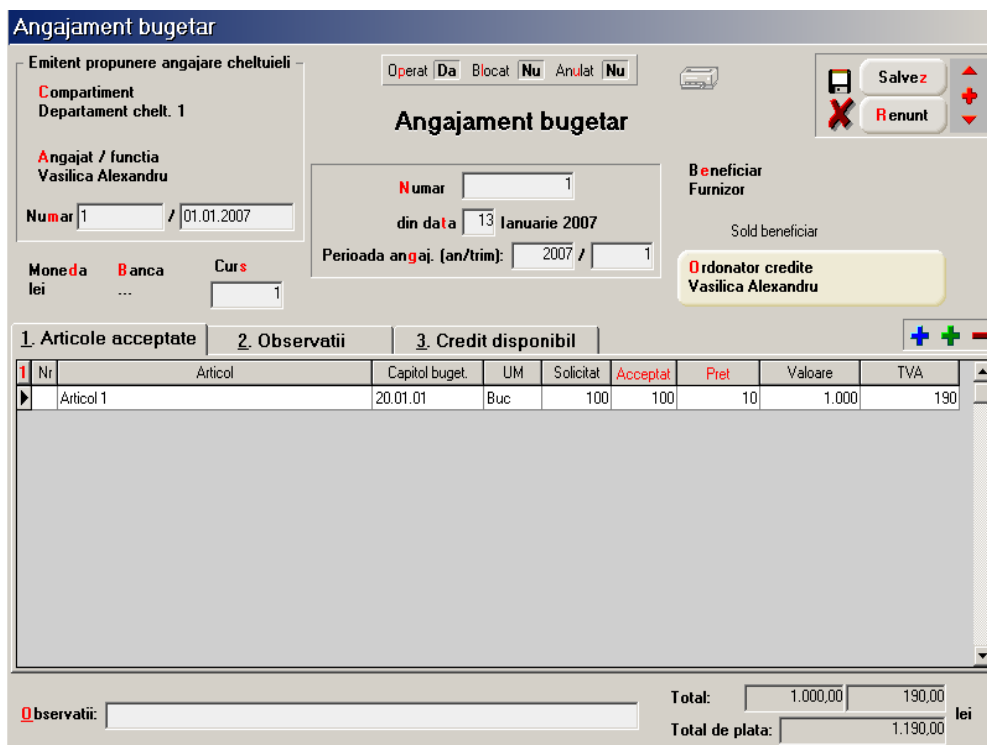 Angajament bugetar
Emitent propunere angajare cheltuieli
Compartiment
Departament chelt. 1
Angajat / functia
Vasilica Alexandru
Numar 1 / 01.01.2007
Moneda Banca Curs
lei ... 1
Operat Da Blocat Nu Anulat Nu
Angajament bugetar
Numar 1
din data 13 Ianuarie 2007
Perioada angaj. (an/trim): 2007 / 1
Salvez
Renunt
Beneficiar
Furnizor
Sold beneficiar
Ordonator credite
Vasilica Alexandru
1. Articole acceptate 2. Observatii 3. Credit disponibil
1 Nr Articol Capitol buget. UM Solicitat Acceptat Pret Valoare TVA
Articol 1 20.01.01 Buc 100 100 10 1.000 190
Observatii:
Total: 1.000,00 190,00 lei
Total de plata: 1.190,00